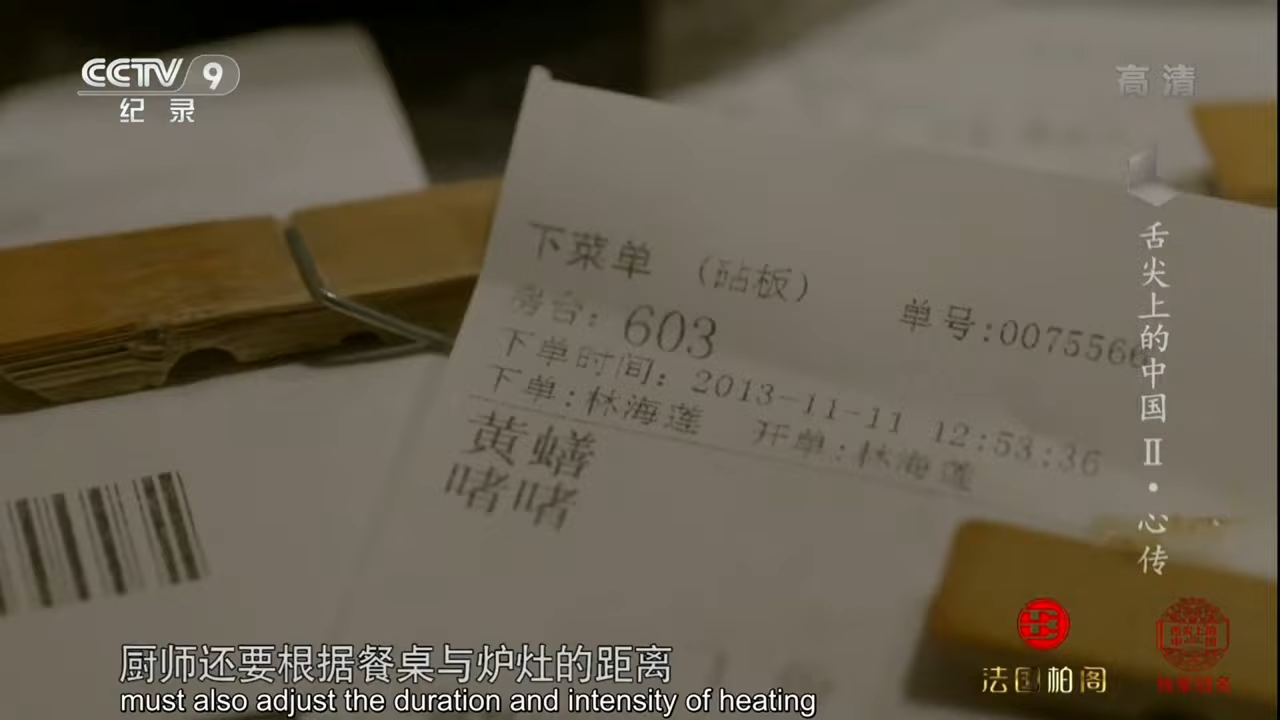 CCTV 9
纪录
高清
舌尖上的中国Ⅱ·心传
下菜单 (砧板) 单号:0075566
房台: 603
下单时间: 2013-11-11 12:53:36
下单:林海莲 开单:林海莲
黄鳝
啫啫
法国柏阁
厨师还要根据餐桌与炉灶的距离
must also adjust the duration and intensity of heating